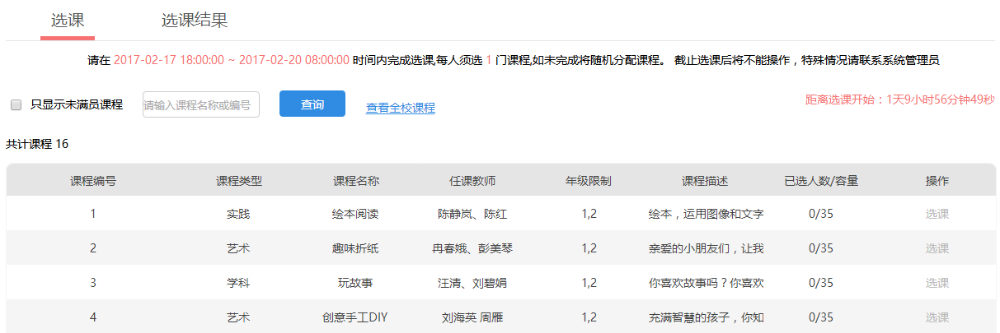 选课 选课结果
请在 2017-02-17 18:00:00 ~ 2017-02-20 08:00:00 时间内完成选课,每人须选 1 门课程,如未完成将随机分配课程。 截止选课后将不能操作，特殊情况请联系系统管理员
只显示未满员课程 请输入课程名称或编号 查询 查看全校课程 距离选课开始：1天9小时56分钟49秒
共计课程 16
课程编号 课程类型 课程名称 任课教师 年级限制 课程描述 已选人数/容量 操作
1 实践 绘本阅读 陈静岚、陈红 1,2 绘本，运用图像和文字 0/35 选课
2 艺术 趣味折纸 冉春娥、彭美琴 1,2 亲爱的小朋友们，让我 0/35 选课
3 学科 玩故事 汪清、刘碧娟 1,2 你喜欢故事吗？你喜欢 0/35 选课
4 艺术 创意手工DIY 刘海英 周雁 1,2 充满智慧的孩子，你知 0/35 选课